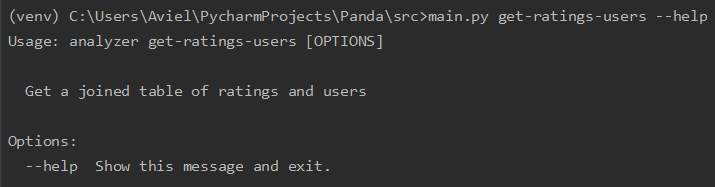 (venv) C:\Users\Aviel\PycharmProjects\Panda\src>main.py get-ratings-users --help
Usage: analyzer get-ratings-users [OPTIONS]
Get a joined table of ratings and users
Options:
--help  Show this message and exit.